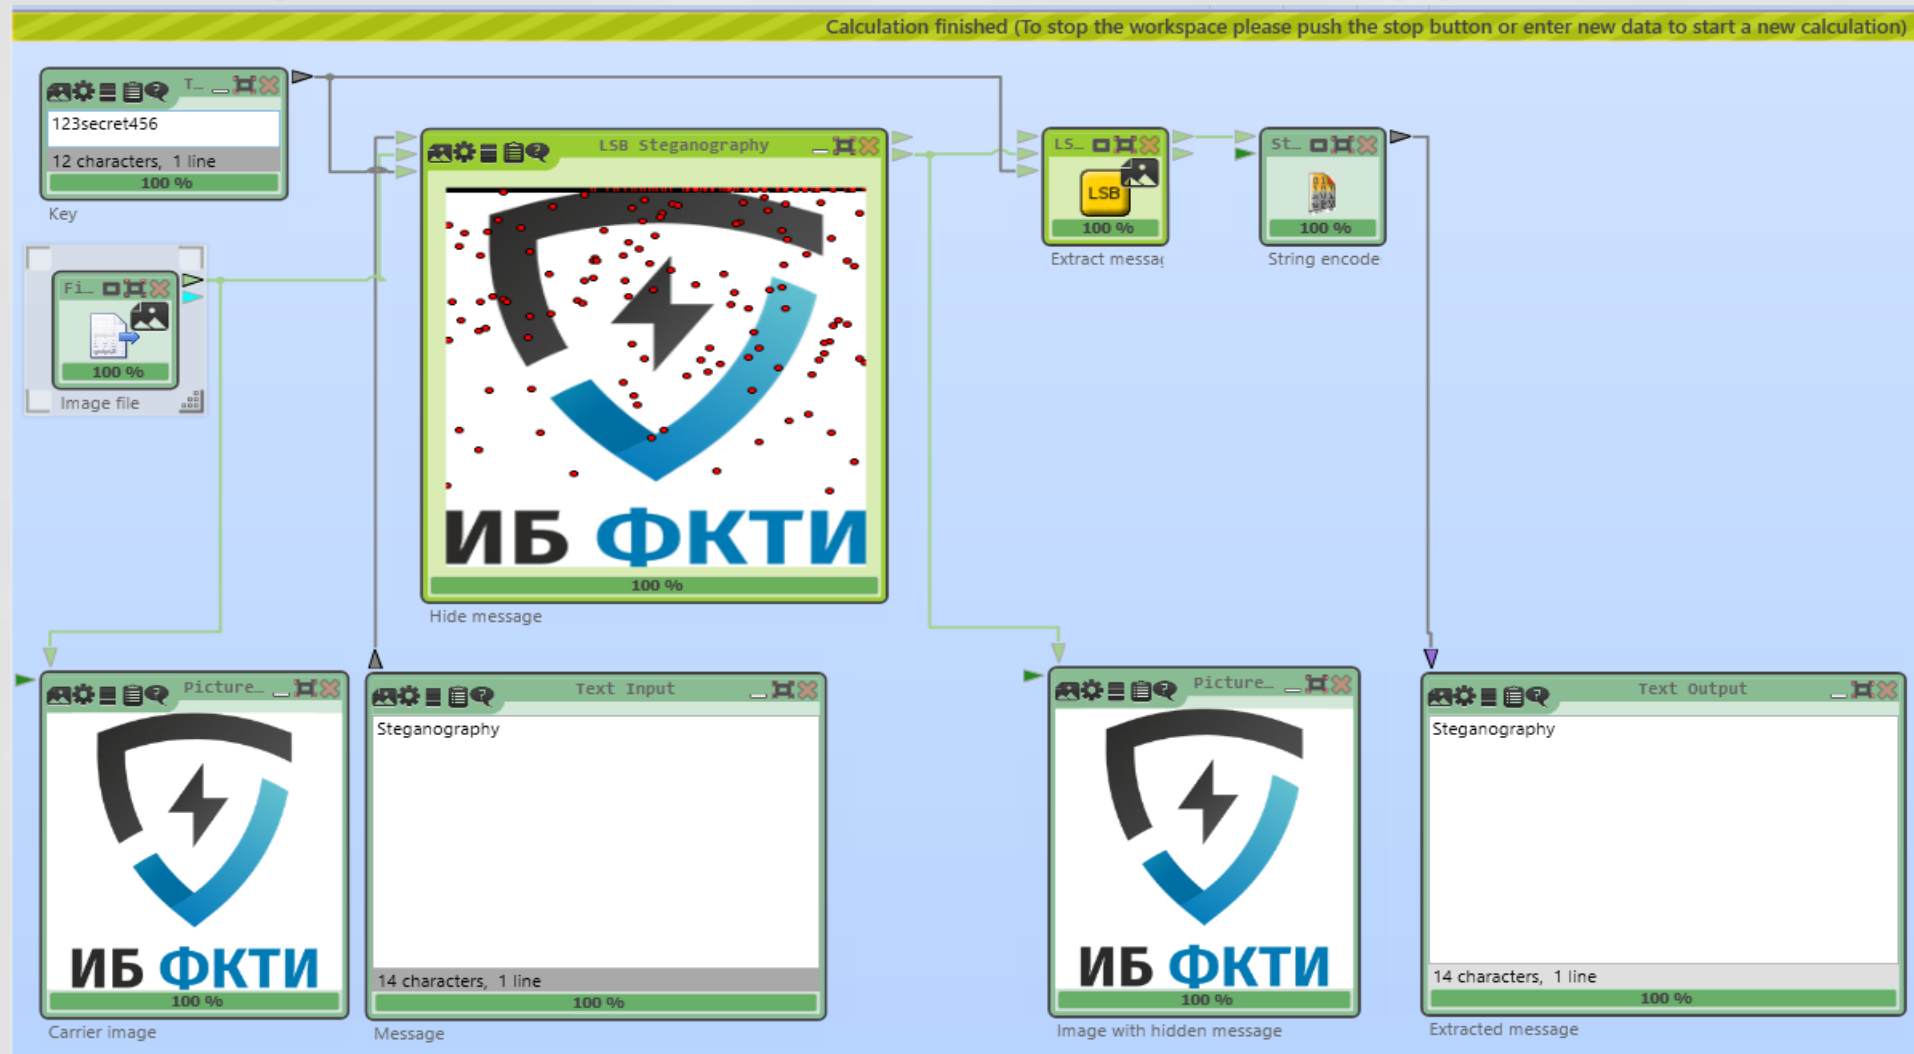 Calculation finished (To stop the workspace please push the stop button or enter new data to start a new calculation)
T...
123secret456
12 characters, 1 line
100 %
Key
Fi...
100 %
Image file
LSB Steganography
ИБ ФКТИ
100 %
Hide message
LS...
LSB
100 %
Extract messag
St...
100 %
String encode
Picture...
ИБ ФКТИ
100 %
Carrier image
Text Input
Steganography
14 characters, 1 line
100 %
Message
Picture...
ИБ ФКТИ
100 %
Image with hidden message
Text Output
Steganography
14 characters, 1 line
100 %
Extracted message